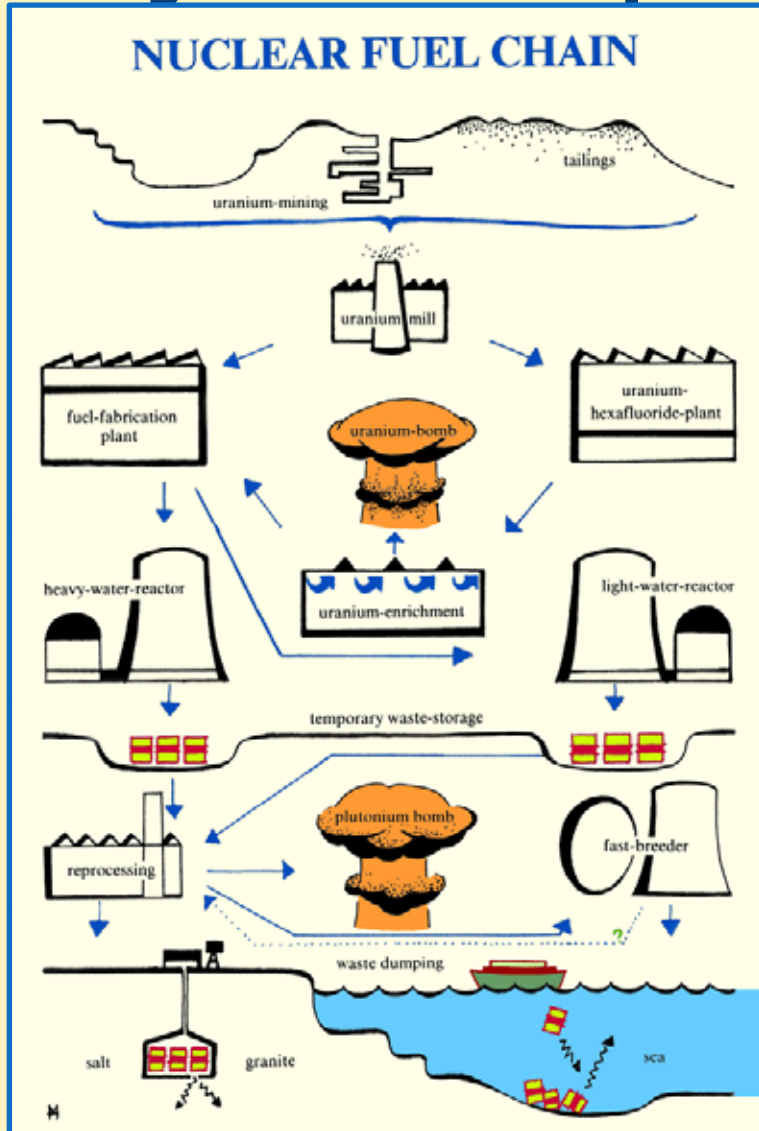 NUCLEAR FUEL CHAIN
tailings
uranium-mining
uranium mill
fuel-fabrication
plant
uranium-
hexafluoride-plant
uranium-bomb
heavy-water-reactor
light-water-reactor
uranium-enrichment
temporary waste-storage
plutonium bomb
fast-breeder
reprocessing
?
waste dumping
salt
granite
sea